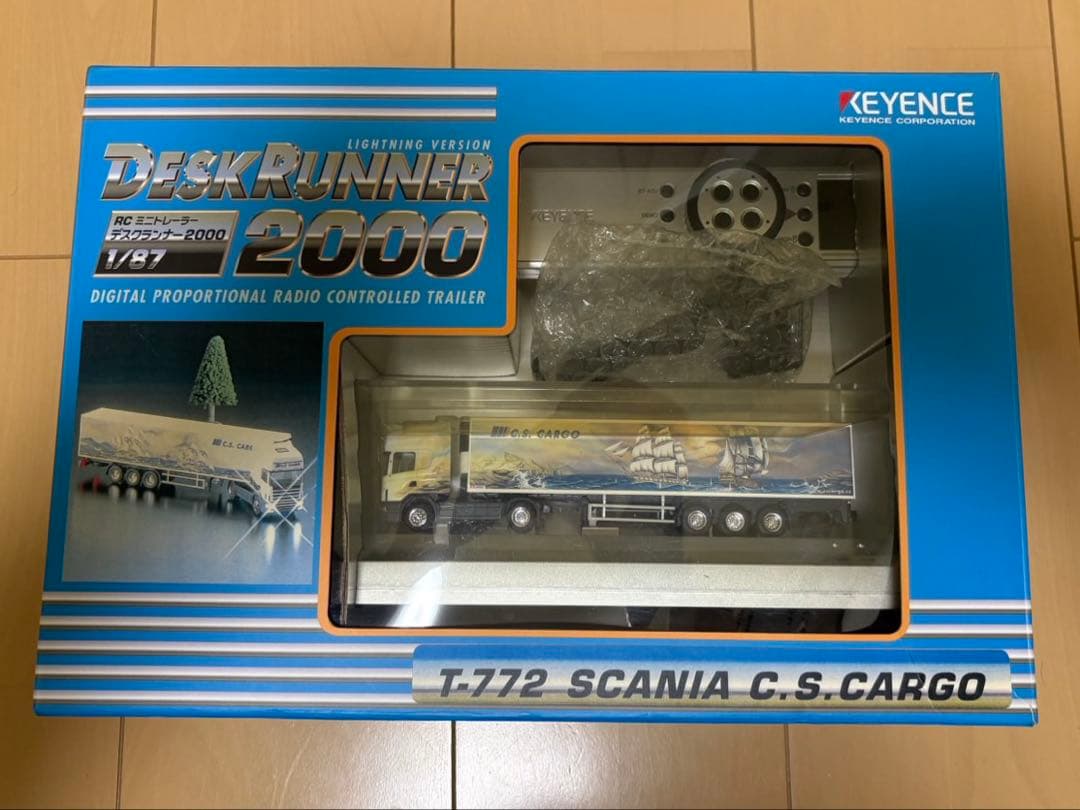 KEYENCE
KEYENCE CORPORATION
LIGHTNING VERSION
DESKRUNNER
RC ミニトレーラー
デスクランナー2000
1/87
2000
DIGITAL PROPORTIONAL RADIO CONTROLLED TRAILER
KEYENCE
C.S. CARGO
C.S. CARG
T-772 SCANIA C.S.CARGO